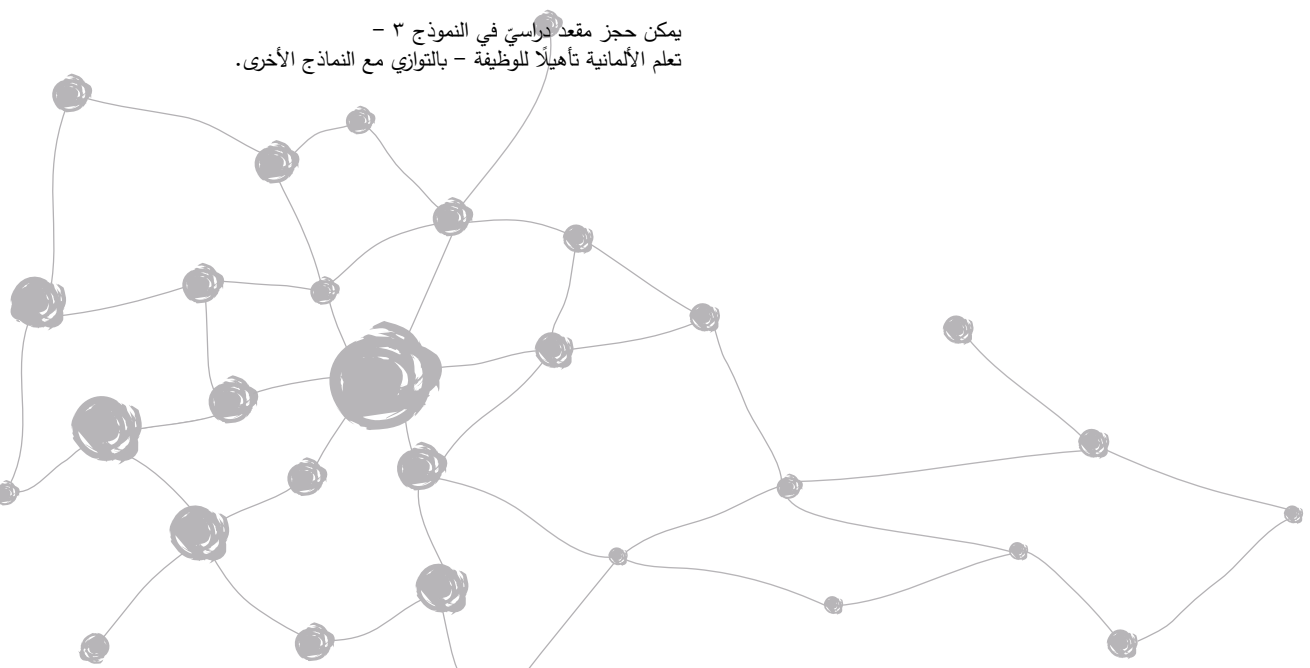 يمكن حجز مقعد دراسيّ في النموذج ٣ –
تعلم الألمانية تأهيلًا للوظيفة – بالتوازي مع النماذج الأخرى.